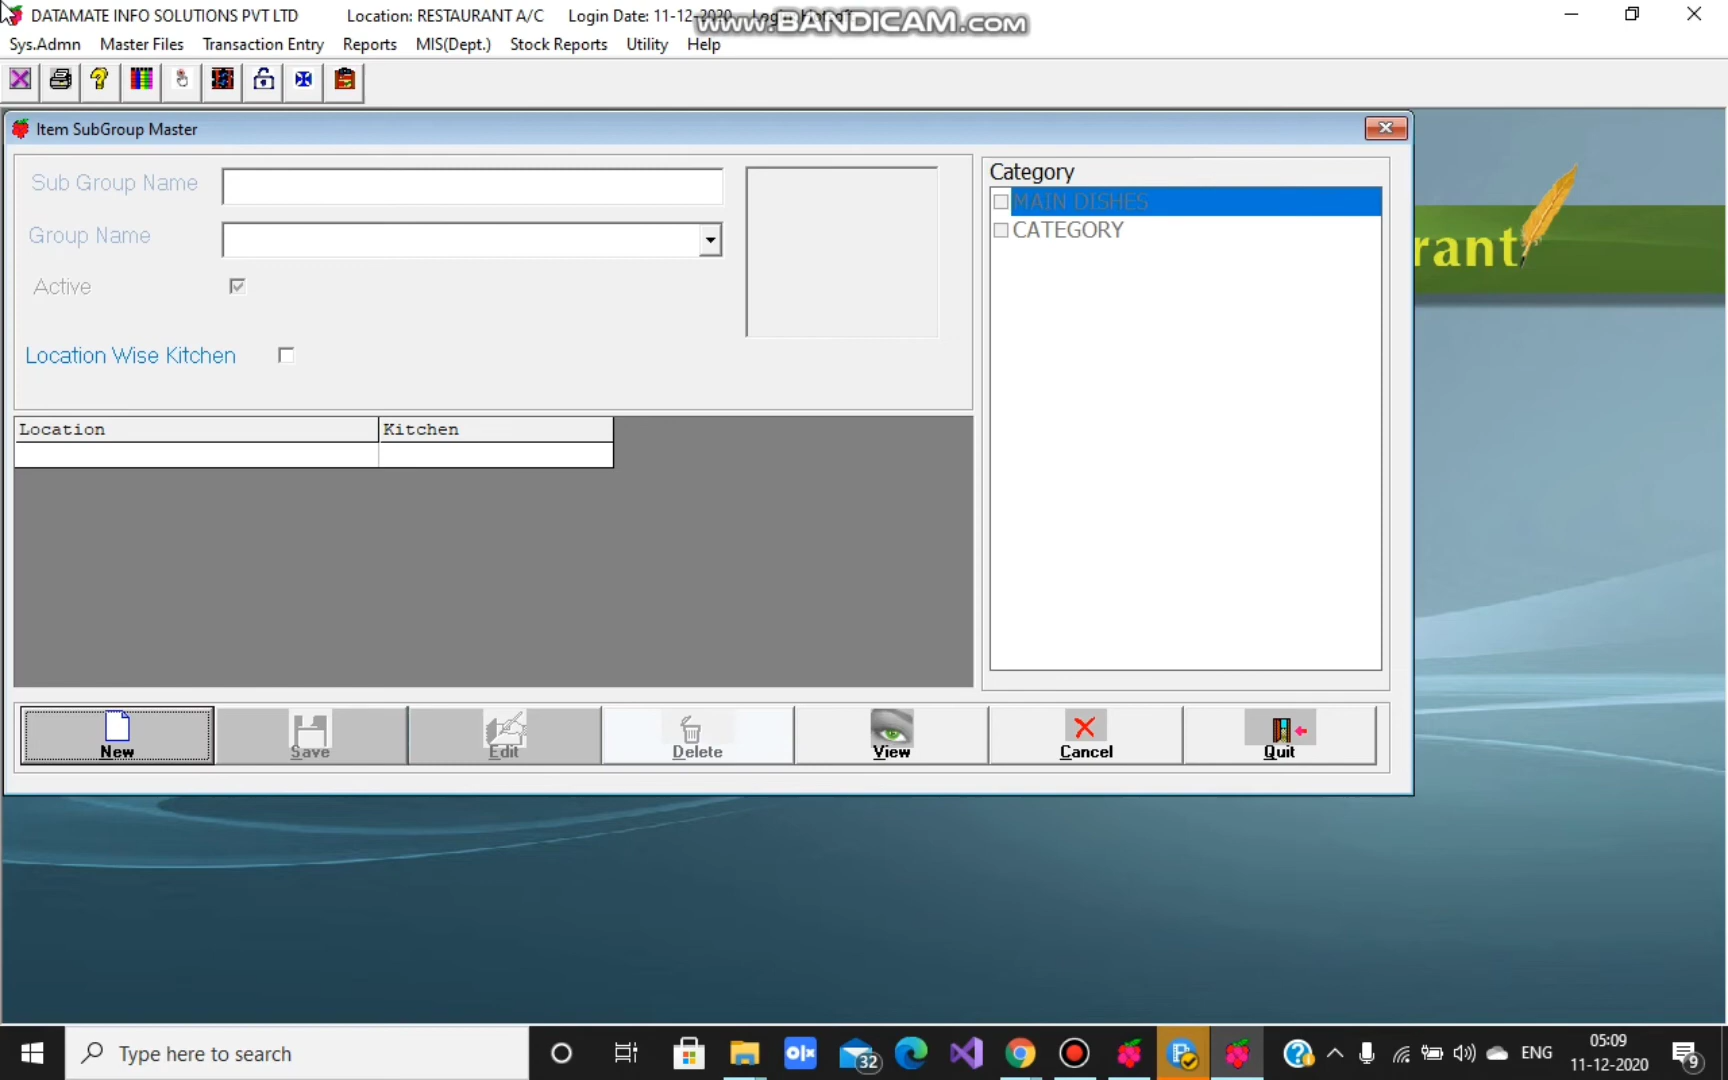 DATAMATE INFO SOLUTIONS PVT LTD Location: RESTAURANT A/C Login Date: 11-12-2020
www.BANDICAM.com
Sys.Admn Master Files Transaction Entry Reports MIS(Dept.) Stock Reports Utility Help
Item SubGroup Master
Sub Group Name
Group Name
Active
Location Wise Kitchen
Category
MAIN DISHES
CATEGORY
rant
Location Kitchen
New Save Edit Delete View Cancel Quit
Type here to search
olx
32
ENG
05:09
11-12-2020
9